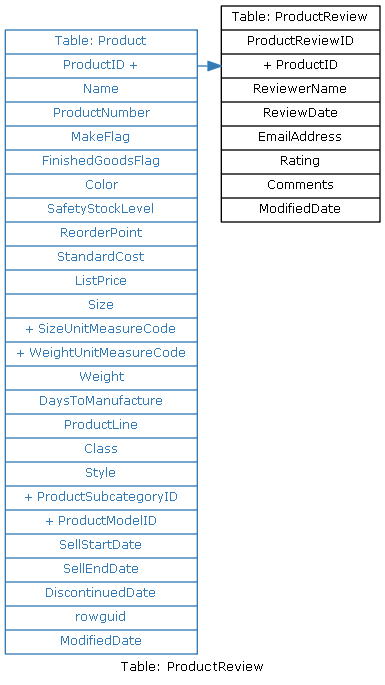 Table: Product
ProductID +
Name
ProductNumber
MakeFlag
FinishedGoodsFlag
Color
SafetyStockLevel
ReorderPoint
StandardCost
ListPrice
Size
+ SizeUnitMeasureCode
+ WeightUnitMeasureCode
Weight
DaysToManufacture
ProductLine
Class
Style
+ ProductSubcategoryID
+ ProductModelID
SellStartDate
SellEndDate
DiscontinuedDate
rowguid
ModifiedDate
Table: ProductReview
ProductReviewID
+ ProductID
ReviewerName
ReviewDate
EmailAddress
Rating
Comments
ModifiedDate
Table: ProductReview